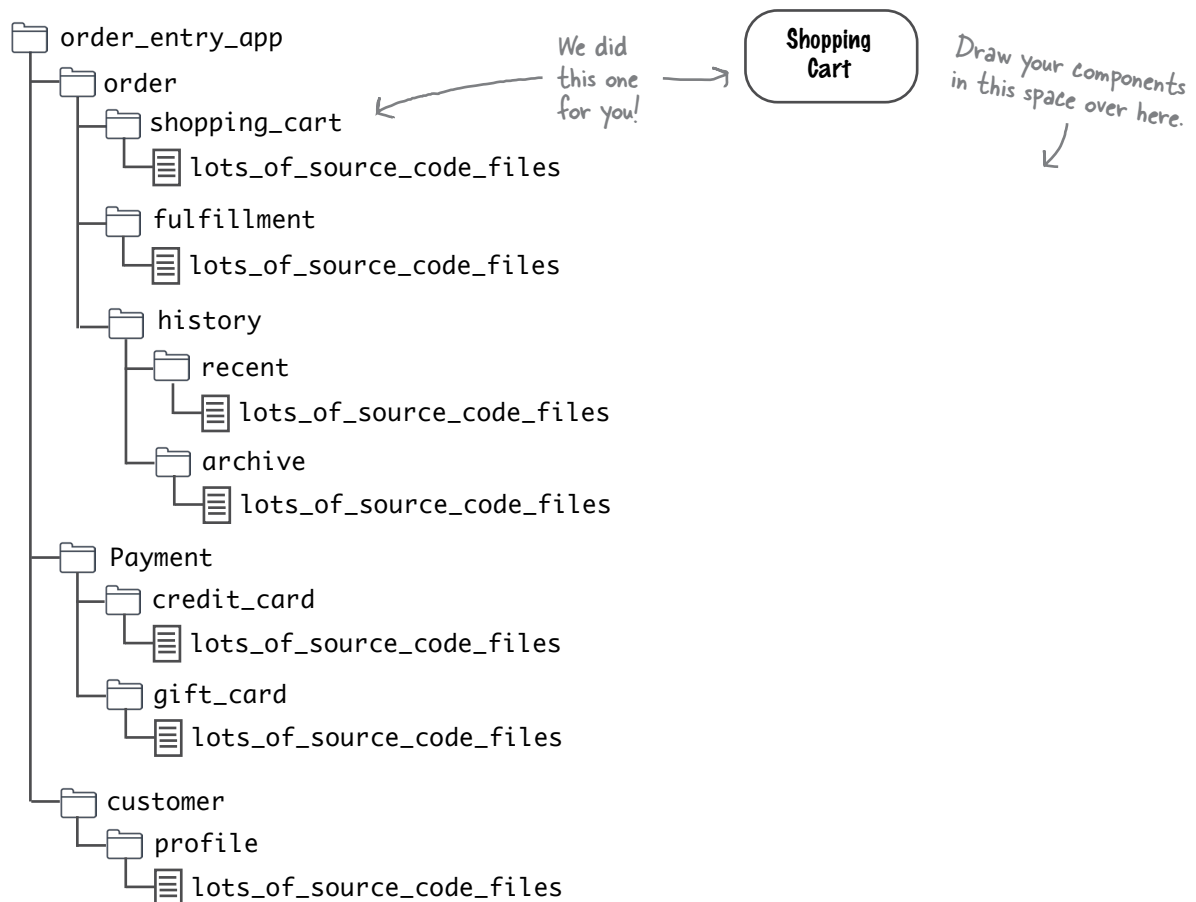 order_entry_app
order
shopping_cart
lots_of_source_code_files
fulfillment
lots_of_source_code_files
history
recent
lots_of_source_code_files
archive
lots_of_source_code_files
Payment
credit_card
lots_of_source_code_files
gift_card
lots_of_source_code_files
customer
profile
lots_of_source_code_files
We did
this one
for you!
Shopping
Cart
Draw your components
in this space over here.